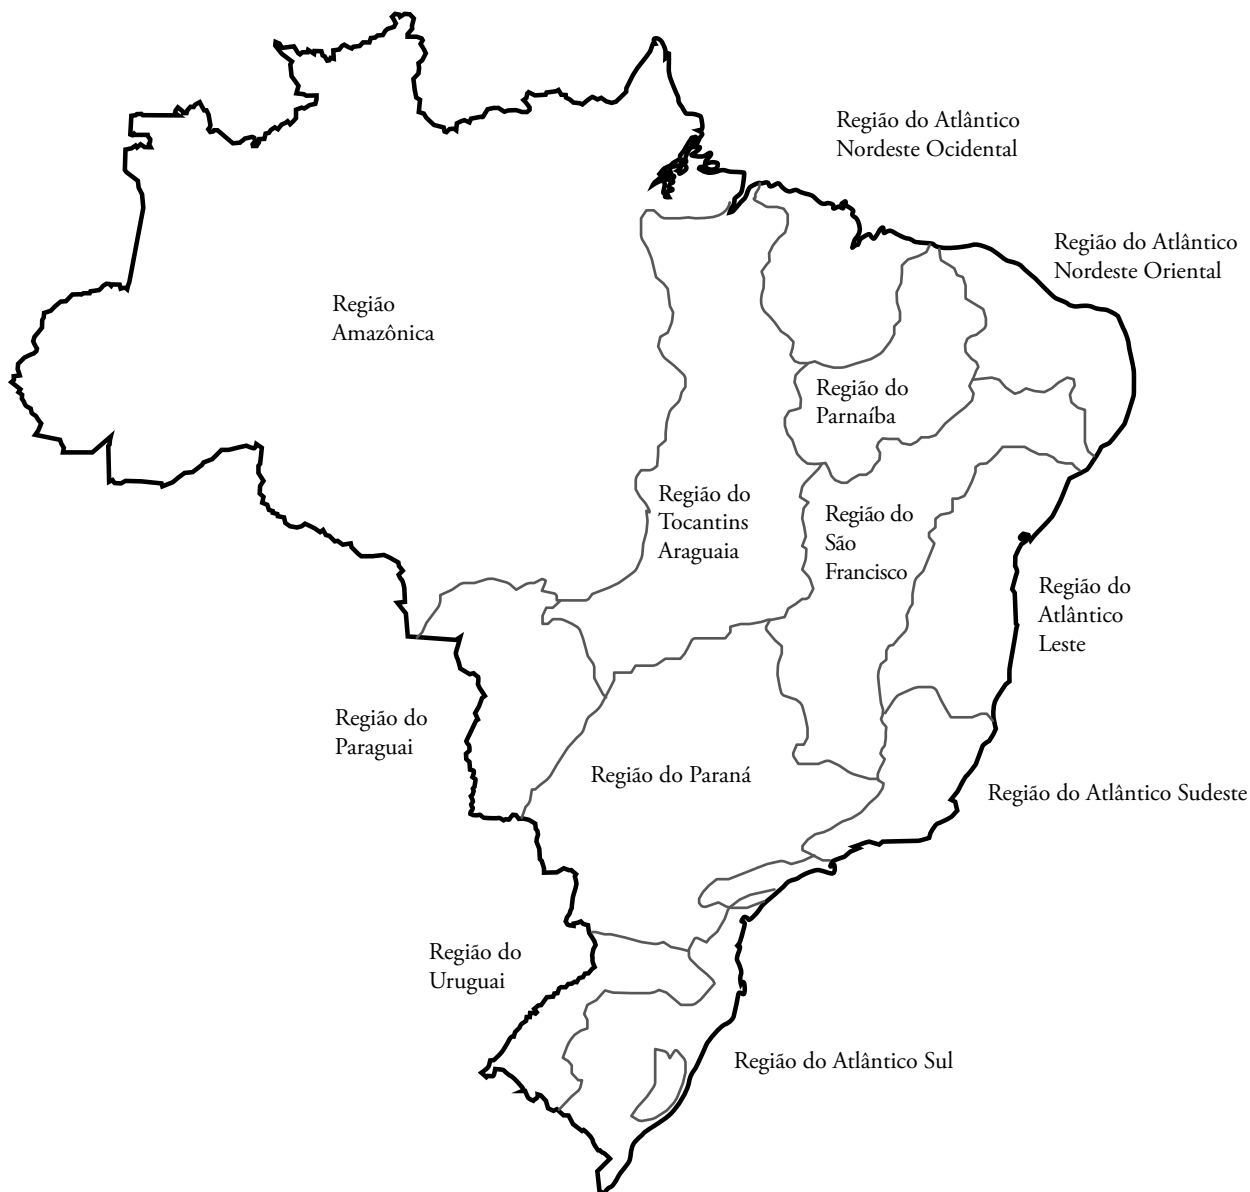 Região do Atlântico
Nordeste Ocidental
Região do Atlântico
Nordeste Oriental
Região
Amazônica
Região do
Parnaíba
Região do
Tocantins
Araguaia
Região do
São
Francisco
Região do
Atlântico
Leste
Região do
Paraguai
Região do Paraná
Região do Atlântico Sudeste
Região do
Uruguai
Região do Atlântico Sul